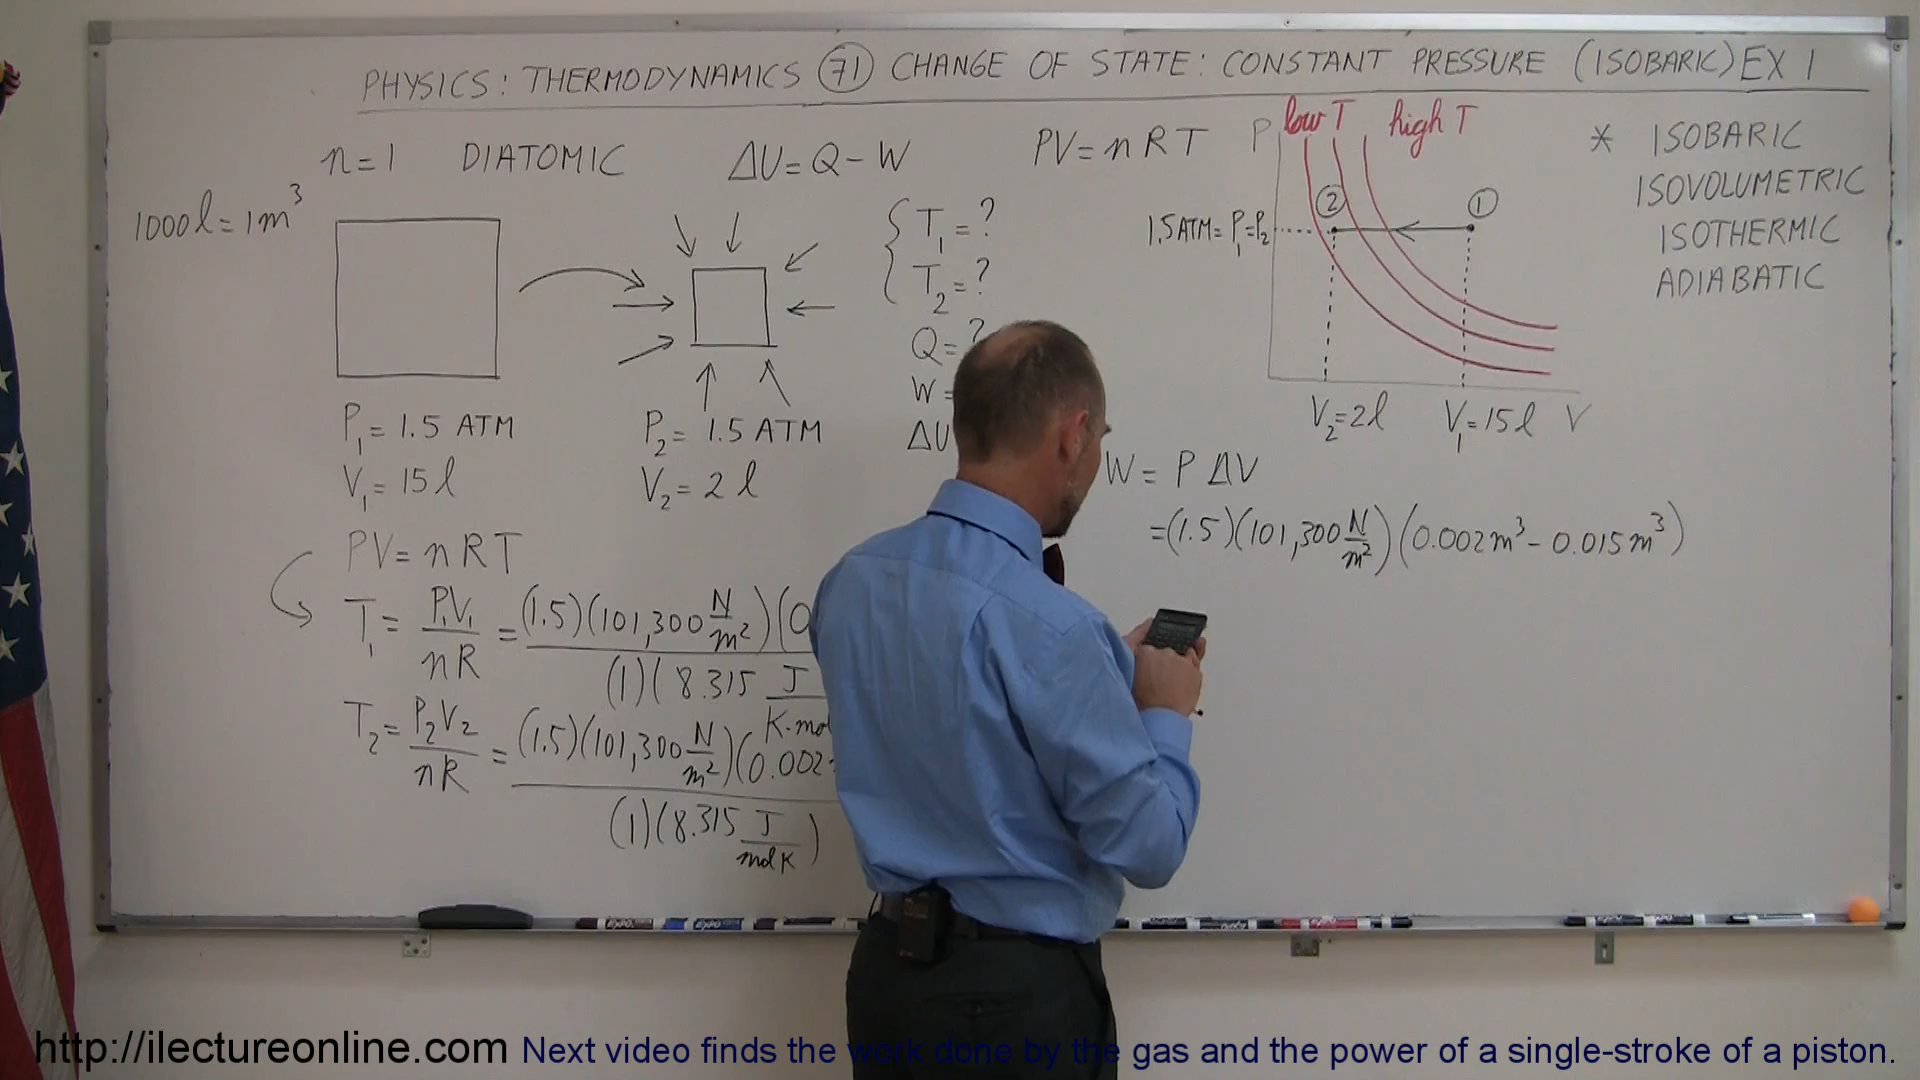 PHYSICS: THERMODYNAMICS (71) CHANGE OF STATE: CONSTANT PRESSURE (ISOBARIC) EX 1
n=1 DIATOMIC ΔU=Q-W PV=nRT
1000l=1m³
T₁=?
T₂=?
Q=?
W=
ΔU
P low T high T
② ①
1.5ATM=P₁=P₂
V₂=2l V₁=15l V
* ISOBARIC
ISOVOLUMETRIC
ISOTHERMIC
ADIABATIC
P₁=1.5 ATM
V₁=15l
P₂=1.5 ATM
V₂=2l
PV=nRT
T₁=P₁V₁/nR=(1.5)(101,300 N/m²)(0
(1)(8.315 J/K·mol
T₂=P₂V₂/nR=(1.5)(101,300 N/m²)(0.002
(1)(8.315 J/mol K)
W=PΔV
=(1.5)(101,300 N/m²)(0.002m³-0.015m³)
http://ilectureonline.com Next video finds the work done by the gas and the power of a single-stroke of a piston.